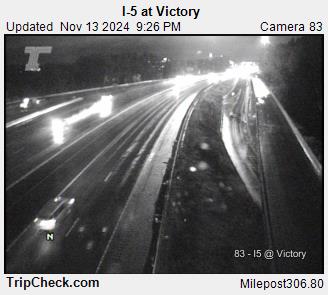 I-5 at Victory
Updated  Nov 13 2024  9:26 PM    Camera 83
T
N
83 - I5 @ Victory
TripCheck.com    Milepost306.80